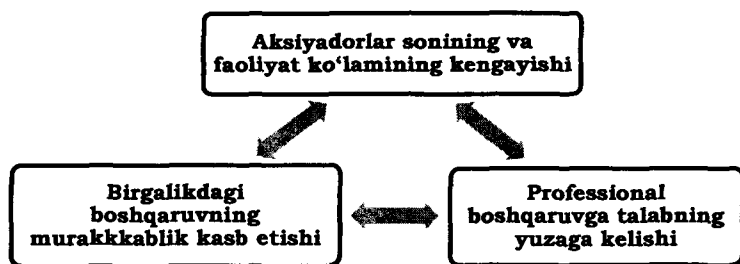 Aksiyadorlar sonining va
faoliyat ko‘lamining kengayishi
Birgalikdagi
boshqaruvning
murakkkablik kasb etishi
Professional
boshqaruvga talabning
yuzaga kelishi